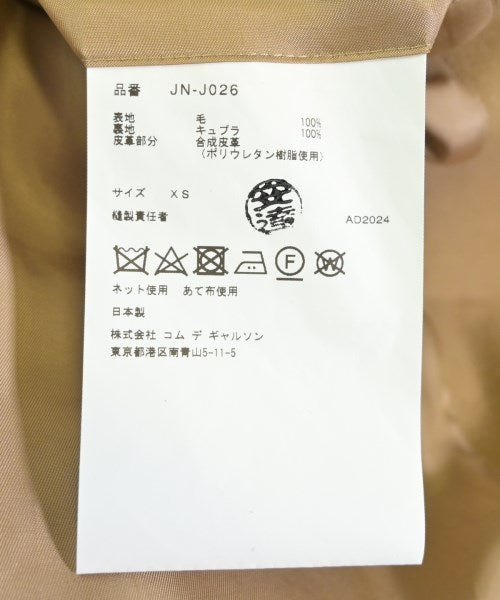 品番 JN-J026
表地 毛 100%
裏地 キュプラ 100%
皮革部分 合成皮革
(ポリウレタン樹脂使用)
サイズ XS
縫製責任者 AD2024
F W
ネット使用 あて布使用
日本製
株式会社 コム デ ギャルソン
東京都港区南青山5-11-5